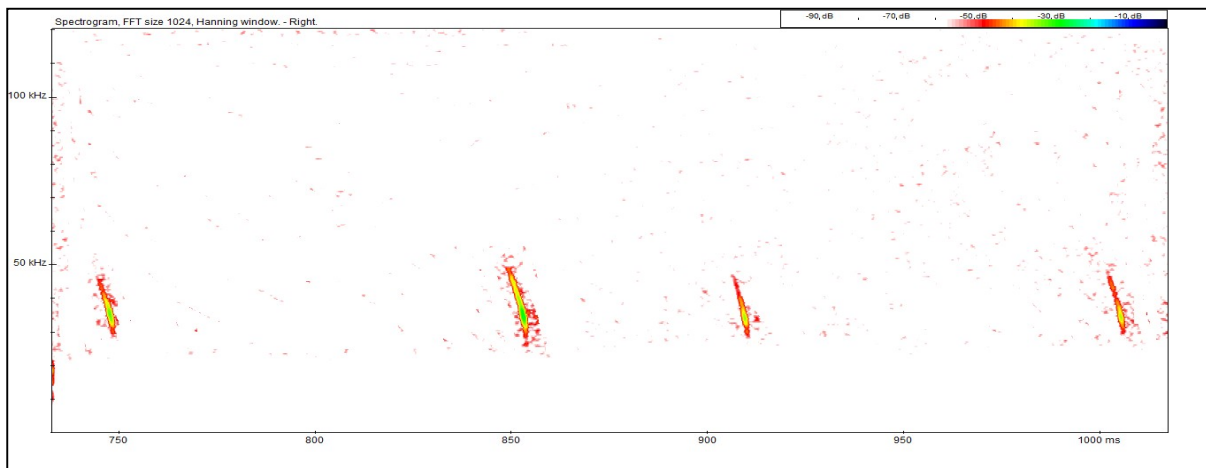 Spectrogram, FFT size 1024, Hanning window. - Right.
-90 dB -70 dB -50 dB -30 dB -10 dB
100 kHz
50 kHz
750 800 850 900 950 1000 ms